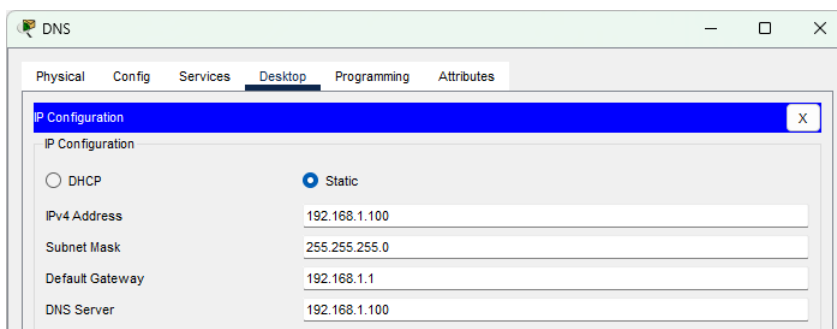 DNS
Physical Config Services Desktop Programming Attributes
IP Configuration X
IP Configuration
DHCP Static
IPv4 Address 192.168.1.100
Subnet Mask 255.255.255.0
Default Gateway 192.168.1.1
DNS Server 192.168.1.100